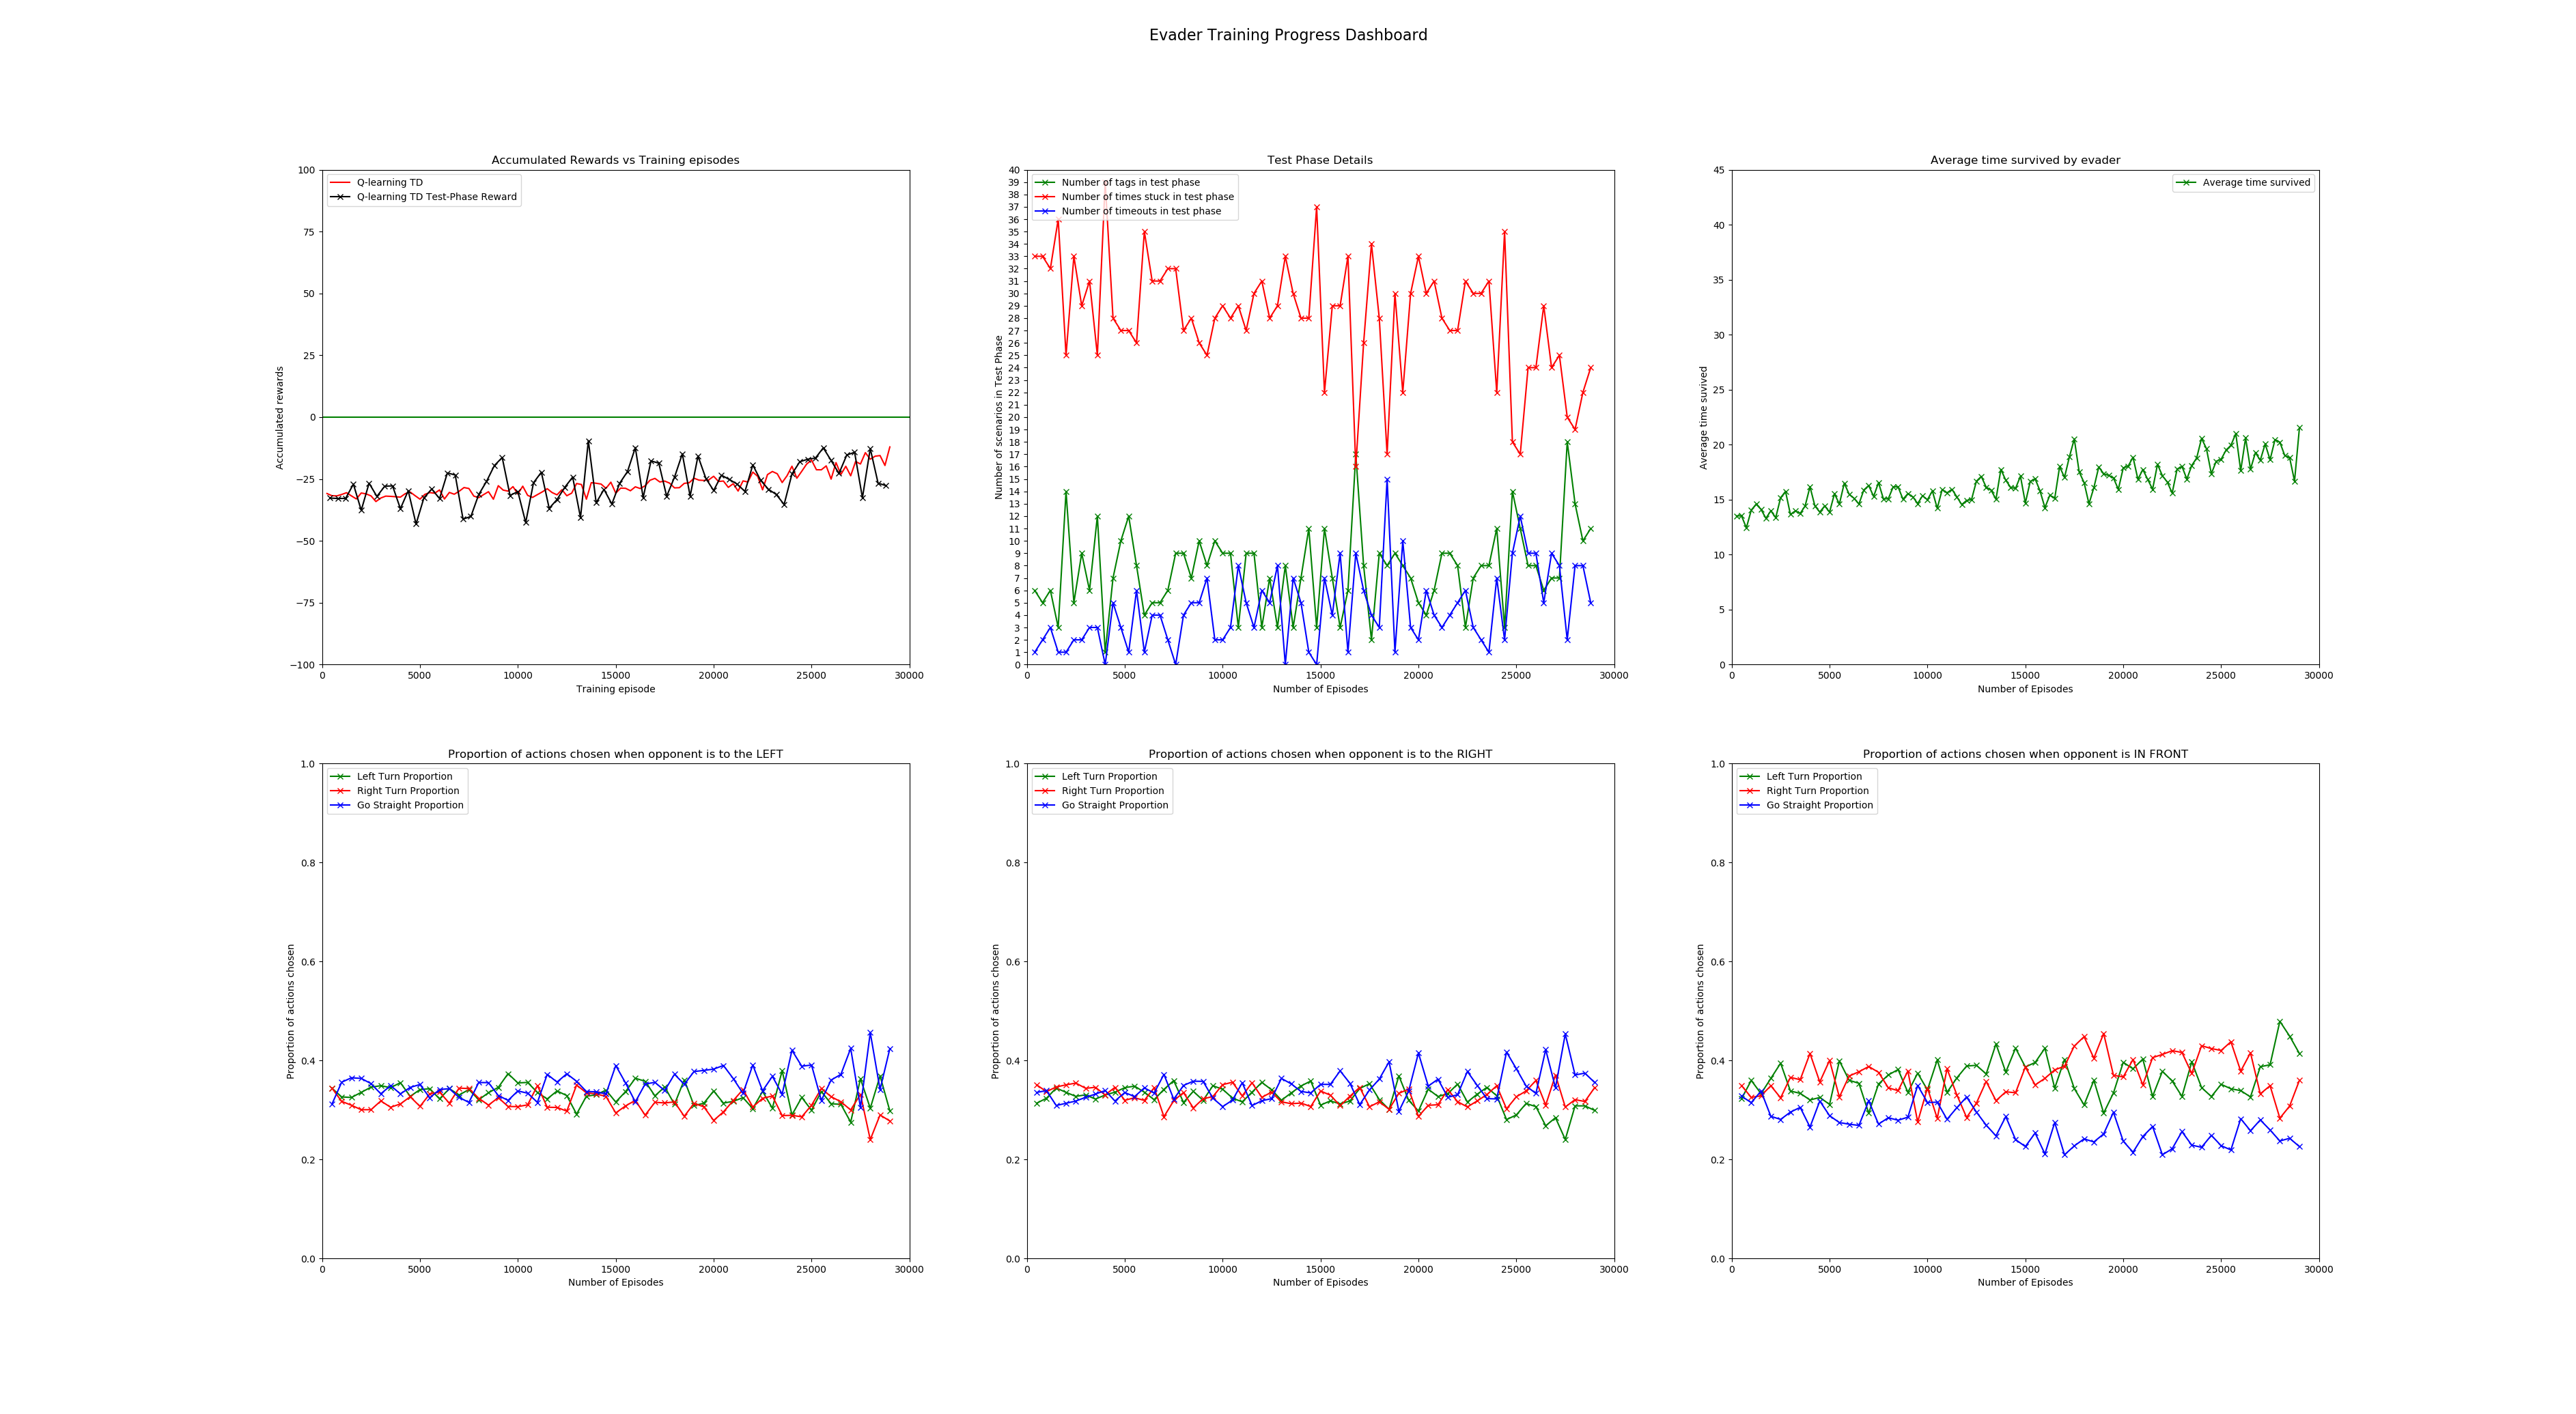 Evader Training Progress Dashboard
Accumulated Rewards vs Training episodes
Q-learning TD
Q-learning TD Test-Phase Reward
100
75
50
25
0
−25
−50
−75
−100
Accumulated rewards
0 5000 10000 15000 20000 25000 30000
Training episode
Test Phase Details
Number of tags in test phase
Number of times stuck in test phase
Number of timeouts in test phase
40
39
38
37
36
35
34
33
32
31
30
29
28
27
26
25
24
23
22
21
20
19
18
17
16
15
14
13
12
11
10
9
8
7
6
5
4
3
2
1
0
Number of scenarios in Test Phase
0 5000 10000 15000 20000 25000 30000
Number of Episodes
Average time survived by evader
Average time survived
45
40
35
30
25
20
15
10
5
0
Average time survived
0 5000 10000 15000 20000 25000 30000
Number of Episodes
Proportion of actions chosen when opponent is to the LEFT
Left Turn Proportion
Right Turn Proportion
Go Straight Proportion
1.0
0.8
0.6
0.4
0.2
0.0
Proportion of actions chosen
0 5000 10000 15000 20000 25000 30000
Number of Episodes
Proportion of actions chosen when opponent is to the RIGHT
Left Turn Proportion
Right Turn Proportion
Go Straight Proportion
1.0
0.8
0.6
0.4
0.2
0.0
Proportion of actions chosen
0 5000 10000 15000 20000 25000 30000
Number of Episodes
Proportion of actions chosen when opponent is IN FRONT
Left Turn Proportion
Right Turn Proportion
Go Straight Proportion
1.0
0.8
0.6
0.4
0.2
0.0
Proportion of actions chosen
0 5000 10000 15000 20000 25000 30000
Number of Episodes